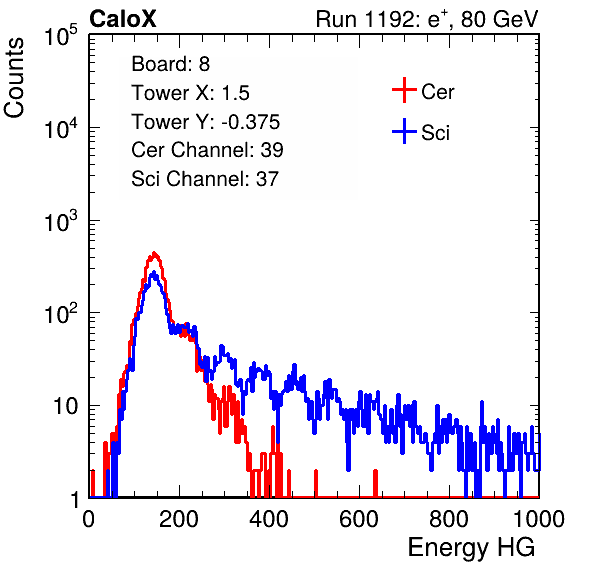 CaloX Run 1192: e⁺, 80 GeV
Counts
10⁵
10⁴
10³
10²
10
1
Board: 8
Tower X: 1.5
Tower Y: -0.375
Cer Channel: 39
Sci Channel: 37
Cer
Sci
0 200 400 600 800 1000
Energy HG